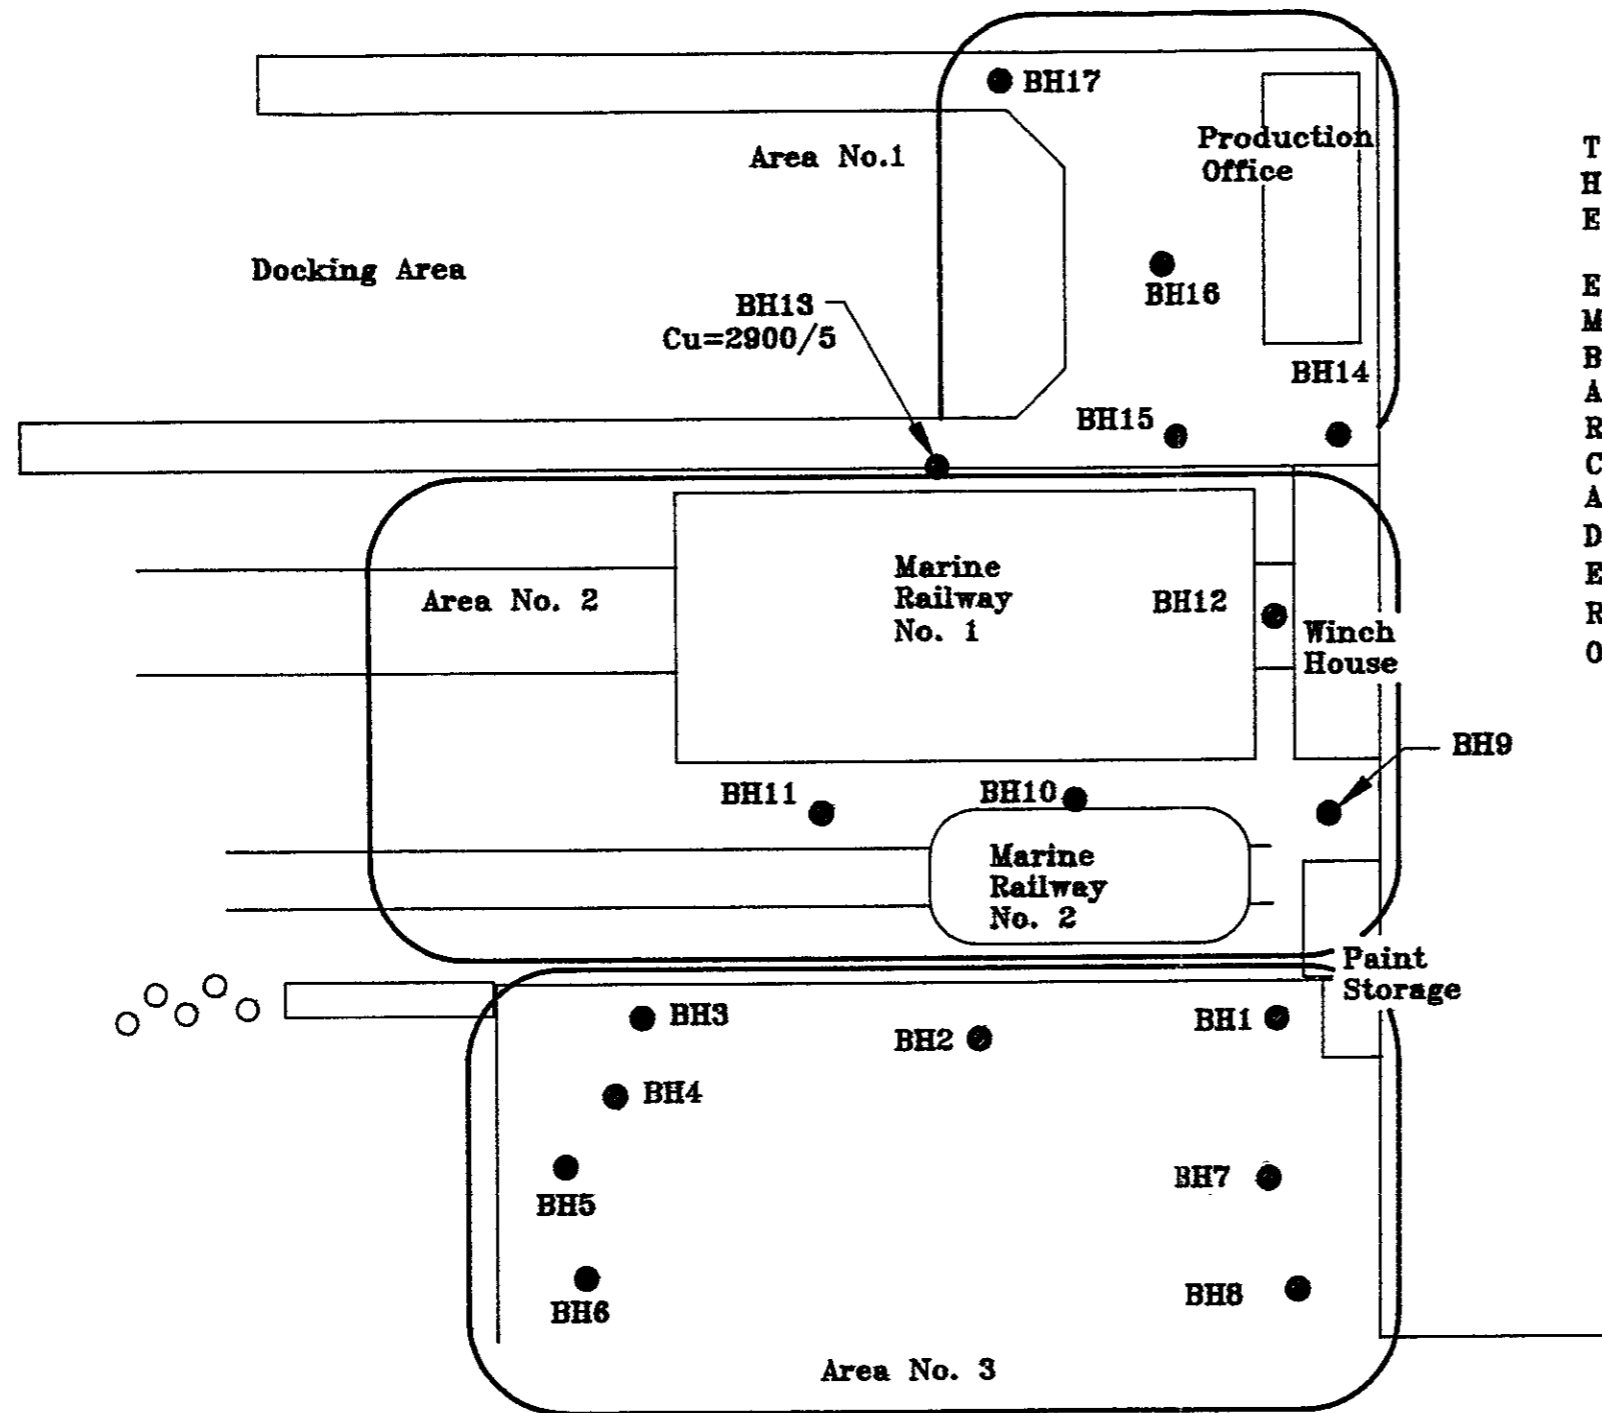 BH17
Production
Office
Area No.1
Docking Area
BH16
BH13
Cu=2900/5
BH14
BH15
Marine
Railway
No. 1
Area No. 2
BH12
Winch
House
BH9
BH11
BH10
Marine
Railway
No. 2
Paint
Storage
BH3
BH2
BH1
BH4
BH7
BH5
BH8
BH6
Area No. 3
T
H
E
E
M
B
A
R
C
A
D
E
R
O